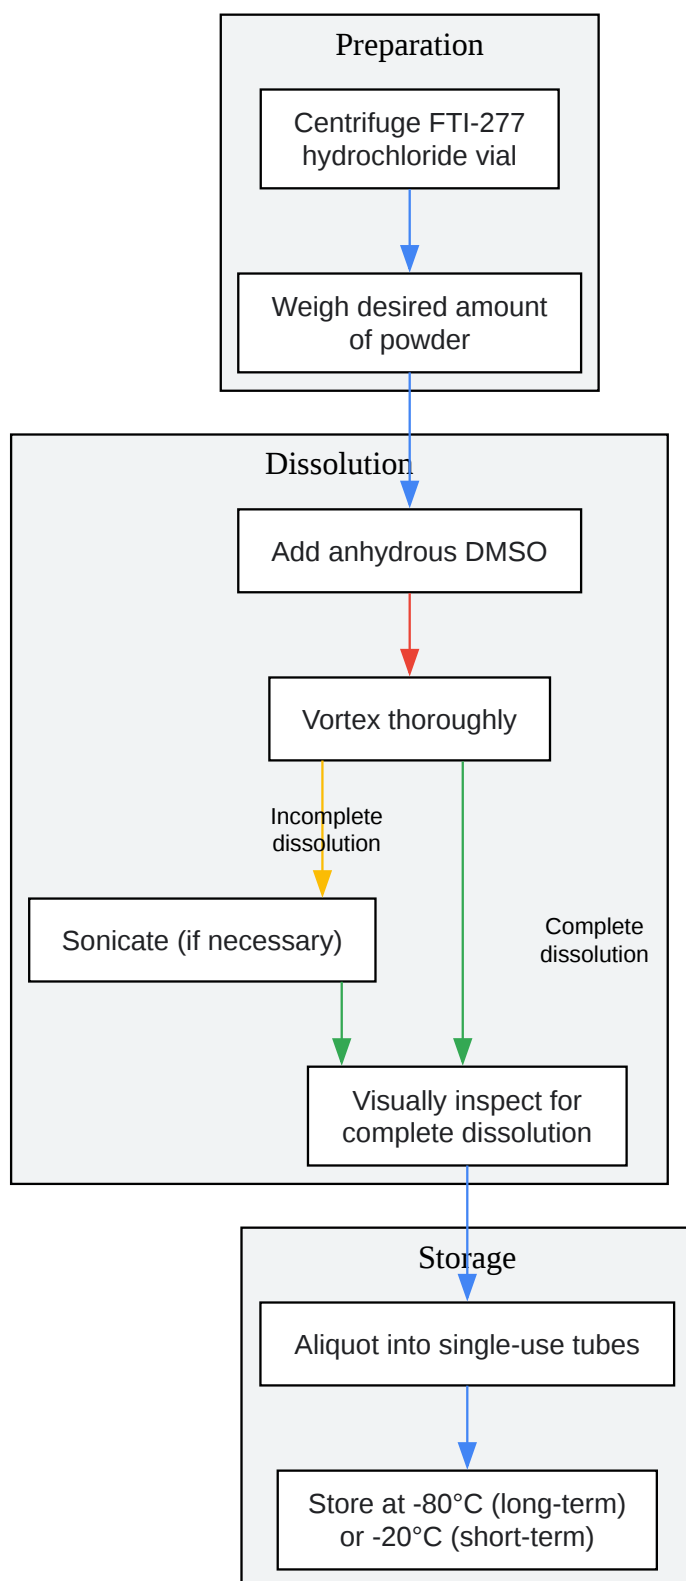 Preparation
Centrifuge FTI-277
hydrochloride vial
Weigh desired amount
of powder
Dissolution
Add anhydrous DMSO
Vortex thoroughly
Incomplete
dissolution
Sonicate (if necessary)
Complete
dissolution
Visually inspect for
complete dissolution
Storage
Aliquot into single-use tubes
Store at -80°C (long-term)
or -20°C (short-term)